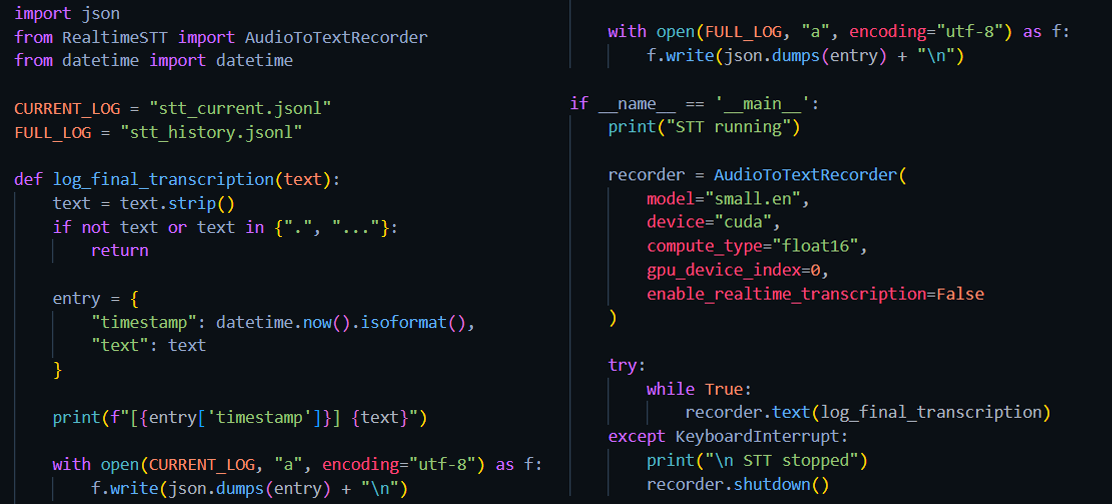 import json
from RealtimeSTT import AudioToTextRecorder
from datetime import datetime

CURRENT_LOG = "stt_current.jsonl"
FULL_LOG = "stt_history.jsonl"

def log_final_transcription(text):
    text = text.strip()
    if not text or text in {".", "..."}:
        return

    entry = {
        "timestamp": datetime.now().isoformat(),
        "text": text
    }

    print(f"[{entry['timestamp']}] {text}")

    with open(CURRENT_LOG, "a", encoding="utf-8") as f:
        f.write(json.dumps(entry) + "\n")

    with open(FULL_LOG, "a", encoding="utf-8") as f:
        f.write(json.dumps(entry) + "\n")

if __name__ == '__main__':
    print("STT running")

    recorder = AudioToTextRecorder(
        model="small.en",
        device="cuda",
        compute_type="float16",
        gpu_device_index=0,
        enable_realtime_transcription=False
    )

    try:
        while True:
            recorder.text(log_final_transcription)
    except KeyboardInterrupt:
        print("\n STT stopped")
        recorder.shutdown()